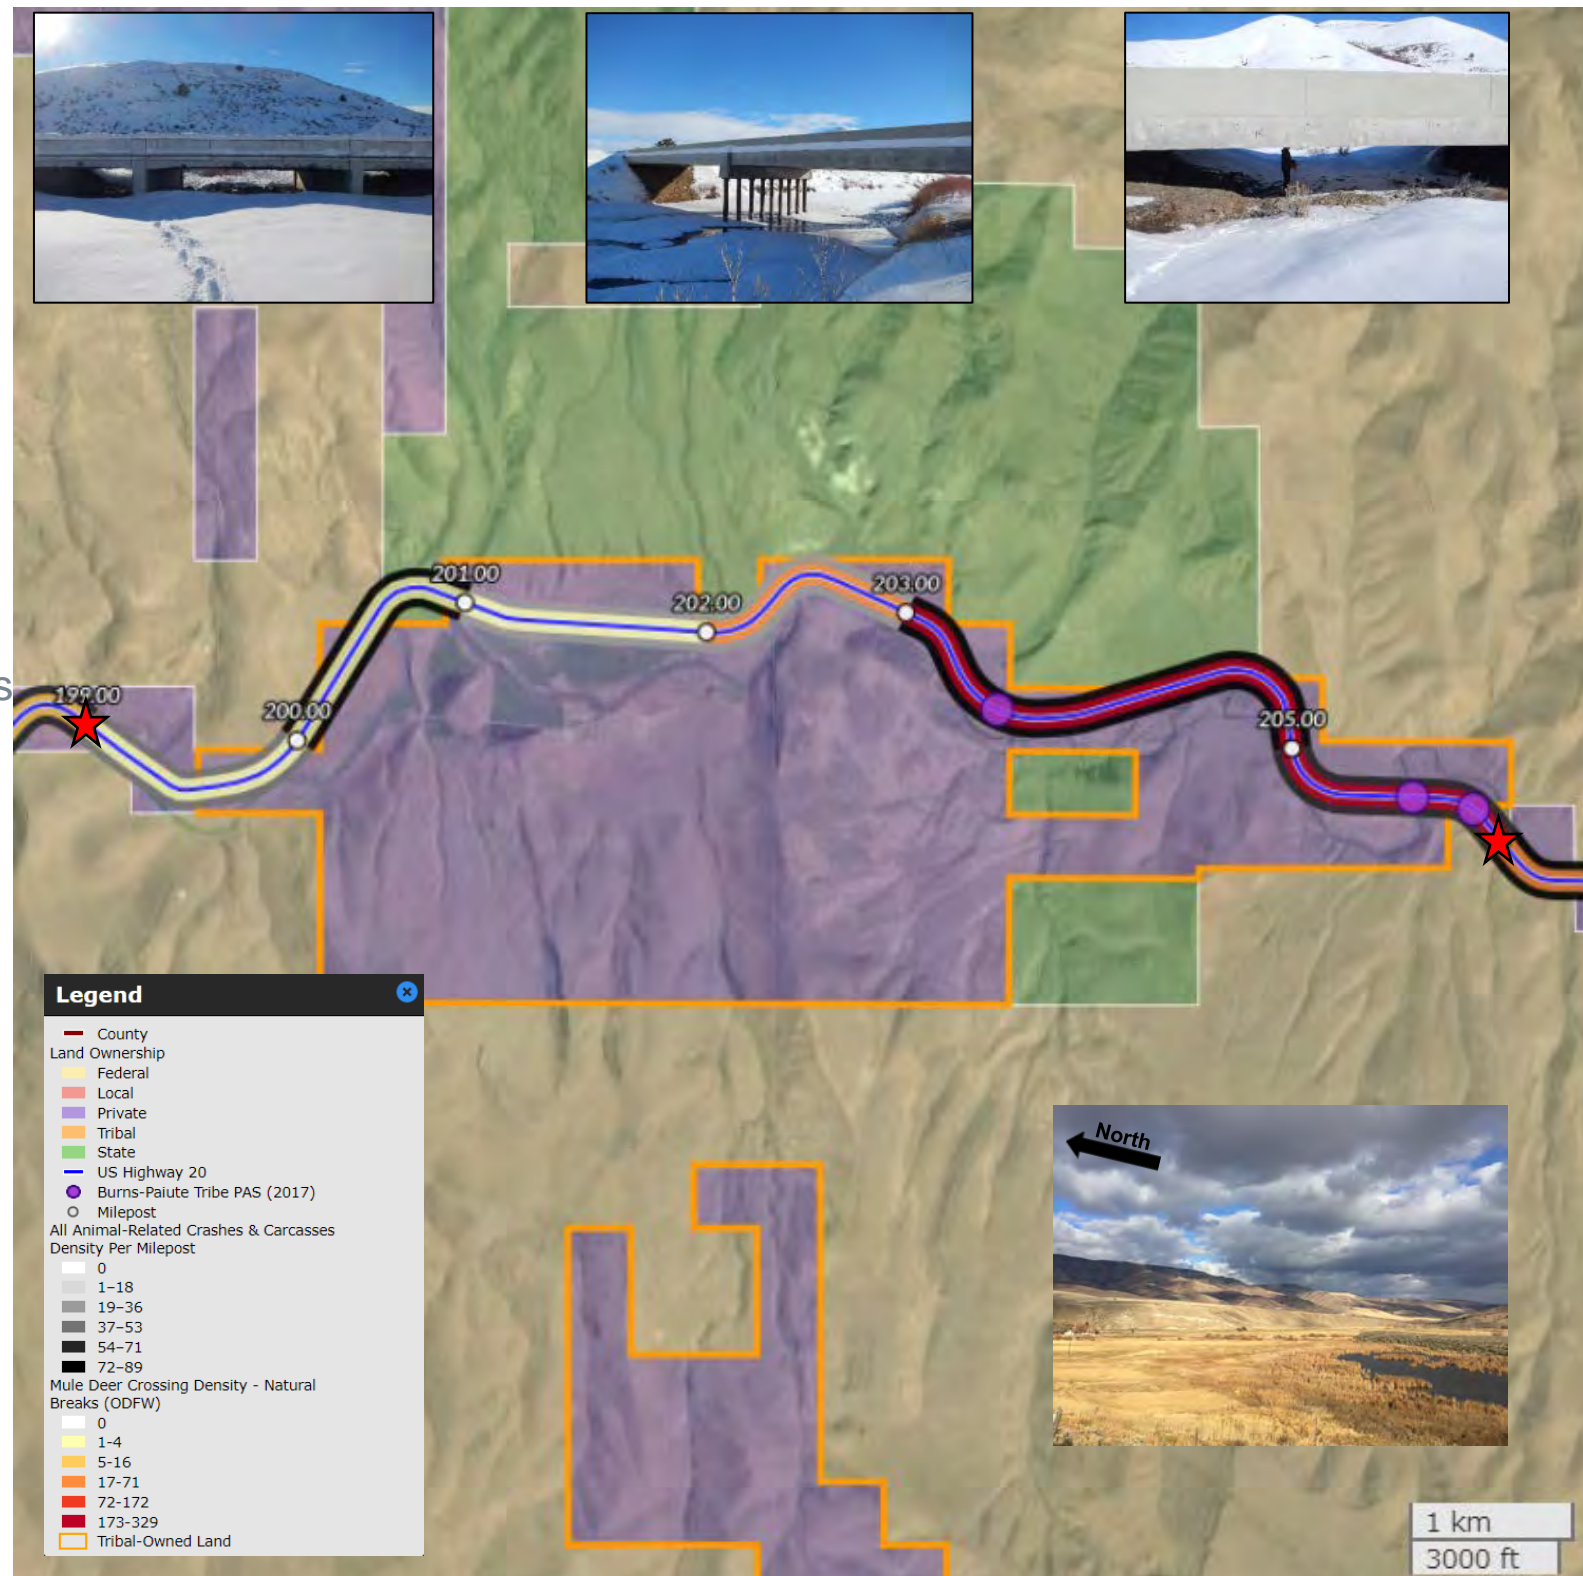 201.00
202.00
203.00
199.00
200.00
205.00
s
Legend
County
Land Ownership
Federal
Local
Private
Tribal
State
US Highway 20
Burns-Paiute Tribe PAS (2017)
Milepost
All Animal-Related Crashes & Carcasses
Density Per Milepost
0
1–18
19–36
37–53
54–71
72–89
Mule Deer Crossing Density - Natural
Breaks (ODFW)
0
1-4
5-16
17-71
72-172
173-329
Tribal-Owned Land
North
1 km
3000 ft